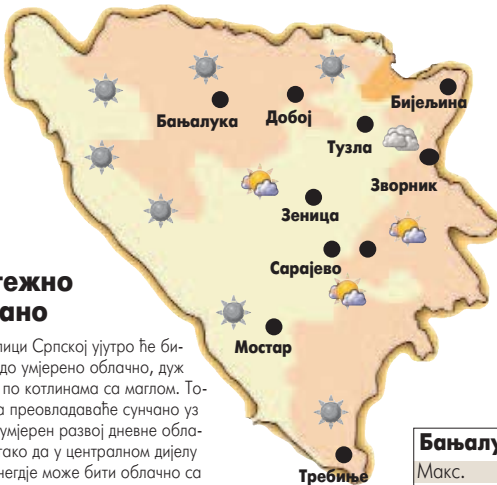 Бијељина
Бањалука
Добој
Тузла
Зворник
Зеница
Сарајево
Мостар
Требиње
тежно
ано
лици Српској ујутро ће би-
до умјерено облачно, дуж
по котлинама са маглом. То-
а преовладаваће сунчано уз
умјерен развој дневне обла-
тако да у централном дијелу
негдје може бити облачно са
Бањалу
Макс.